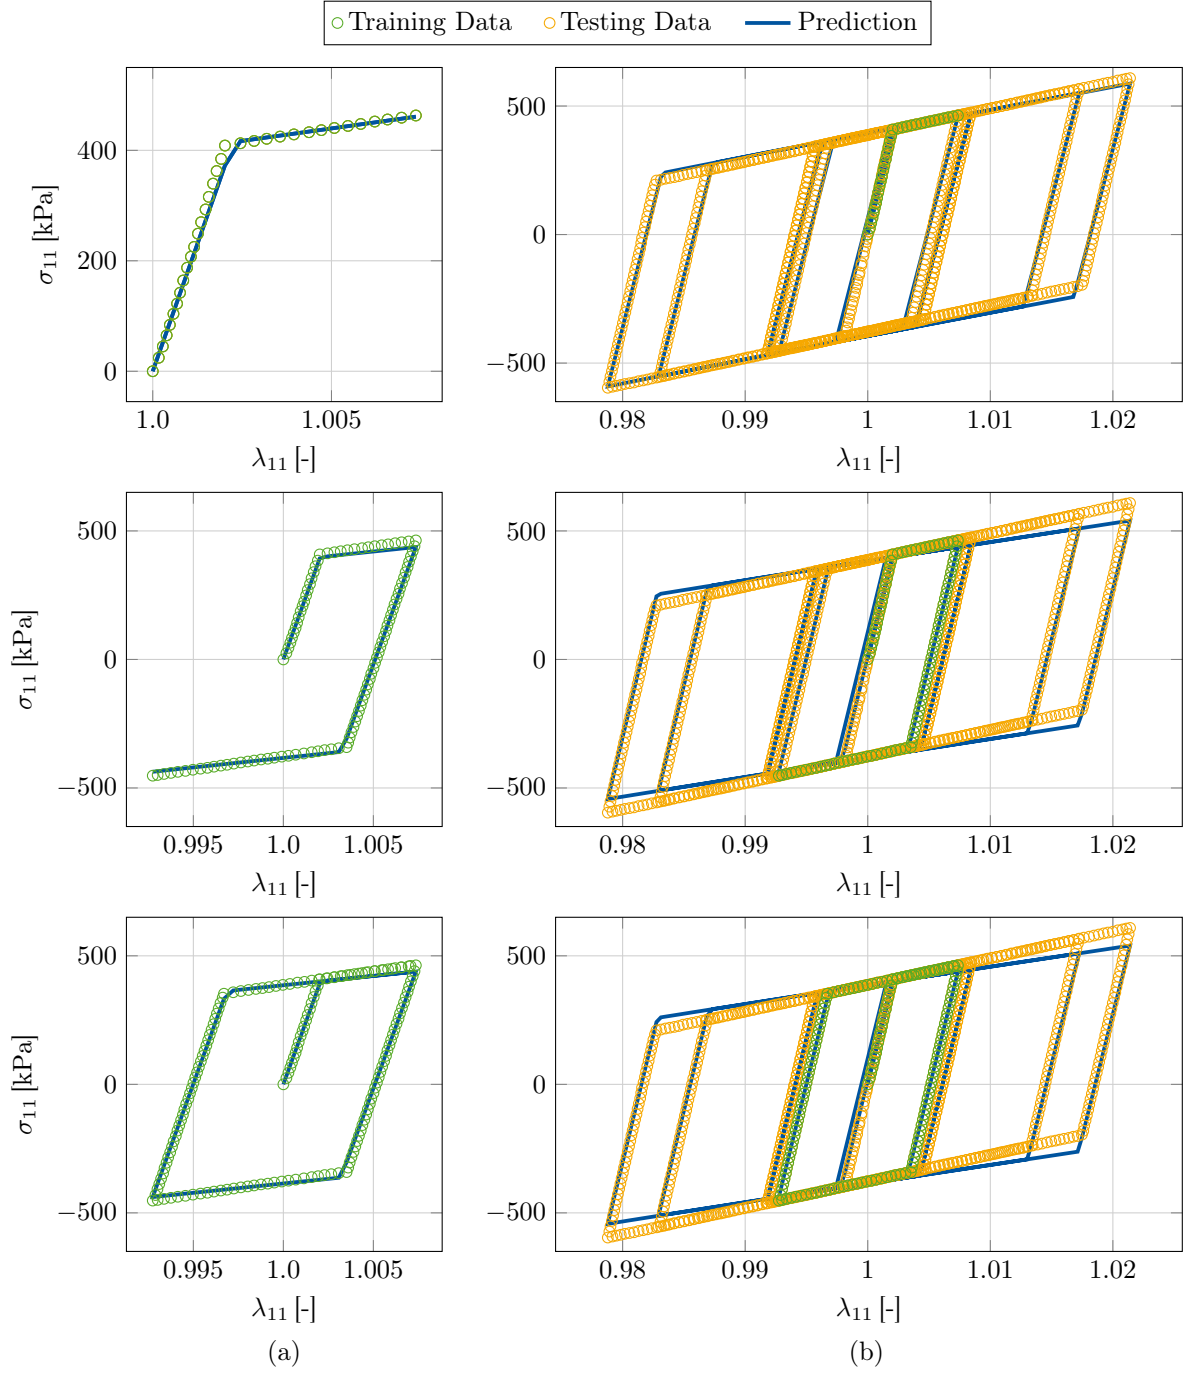 Training Data Testing Data Prediction
400
200
0
σ11 [kPa]
1.0 1.005
λ11 [-]
500
0
−500
0.98 0.99 1 1.01 1.02
λ11 [-]
500
0
−500
σ11 [kPa]
0.995 1.0 1.005
λ11 [-]
500
0
−500
0.98 0.99 1 1.01 1.02
λ11 [-]
500
0
−500
σ11 [kPa]
0.995 1.0 1.005
λ11 [-]
500
0
−500
0.98 0.99 1 1.01 1.02
λ11 [-]
(a)
(b)